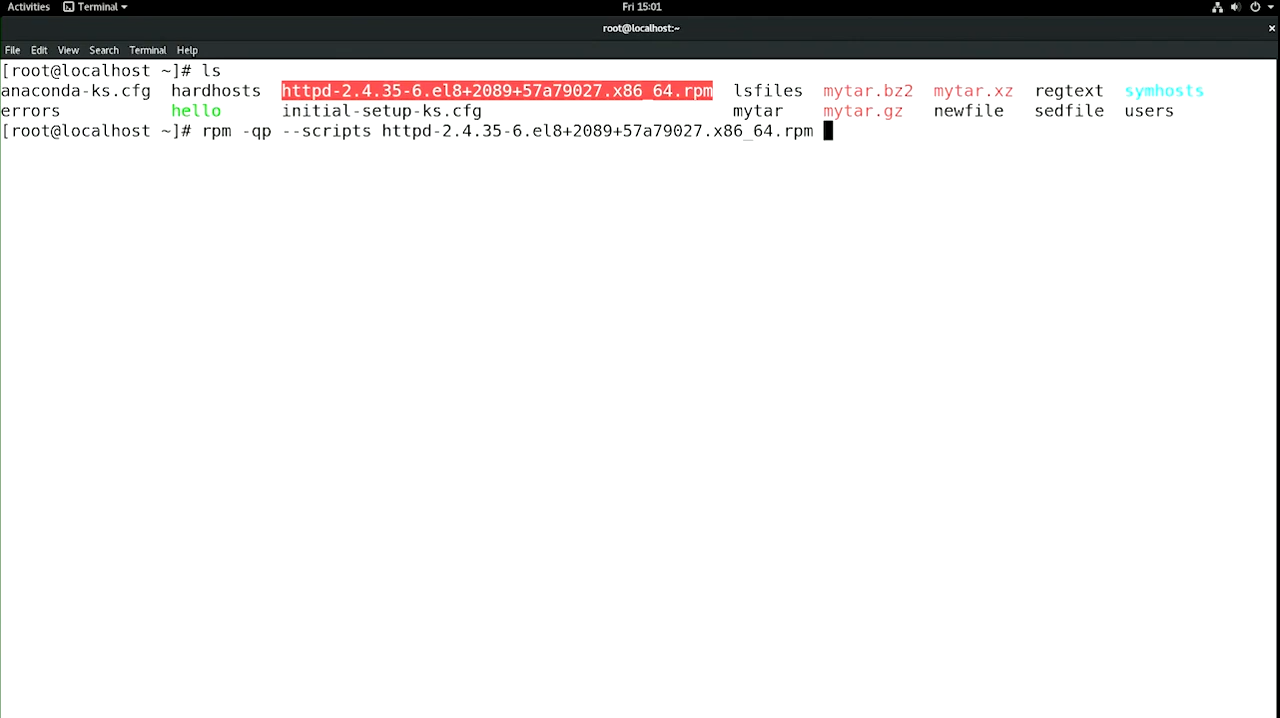 Activities Terminal Fri 15:01
root@localhost:~ ×
File Edit View Search Terminal Help
[root@localhost ~]# ls
anaconda-ks.cfg hardhosts httpd-2.4.35-6.el8+2089+57a79027.x86_64.rpm lsfiles mytar.bz2 mytar.xz regtext symhosts
errors hello initial-setup-ks.cfg mytar mytar.gz newfile sedfile users
[root@localhost ~]# rpm -qp --scripts httpd-2.4.35-6.el8+2089+57a79027.x86_64.rpm